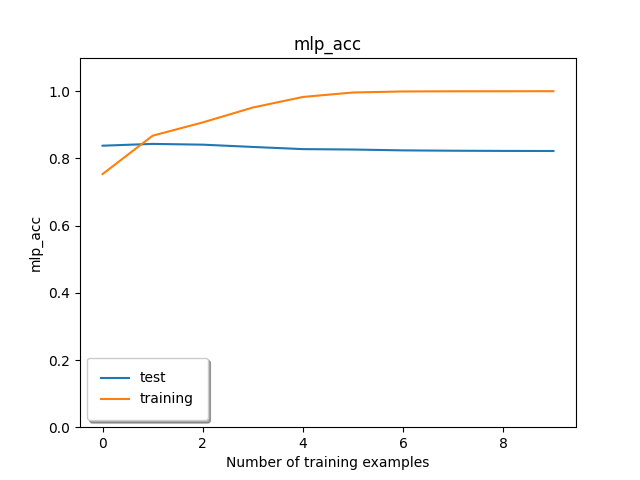 mlp_acc
1.0
0.8
0.6
0.4
0.2
0.0
mlp_acc
test
training
0 2 4 6 8
Number of training examples